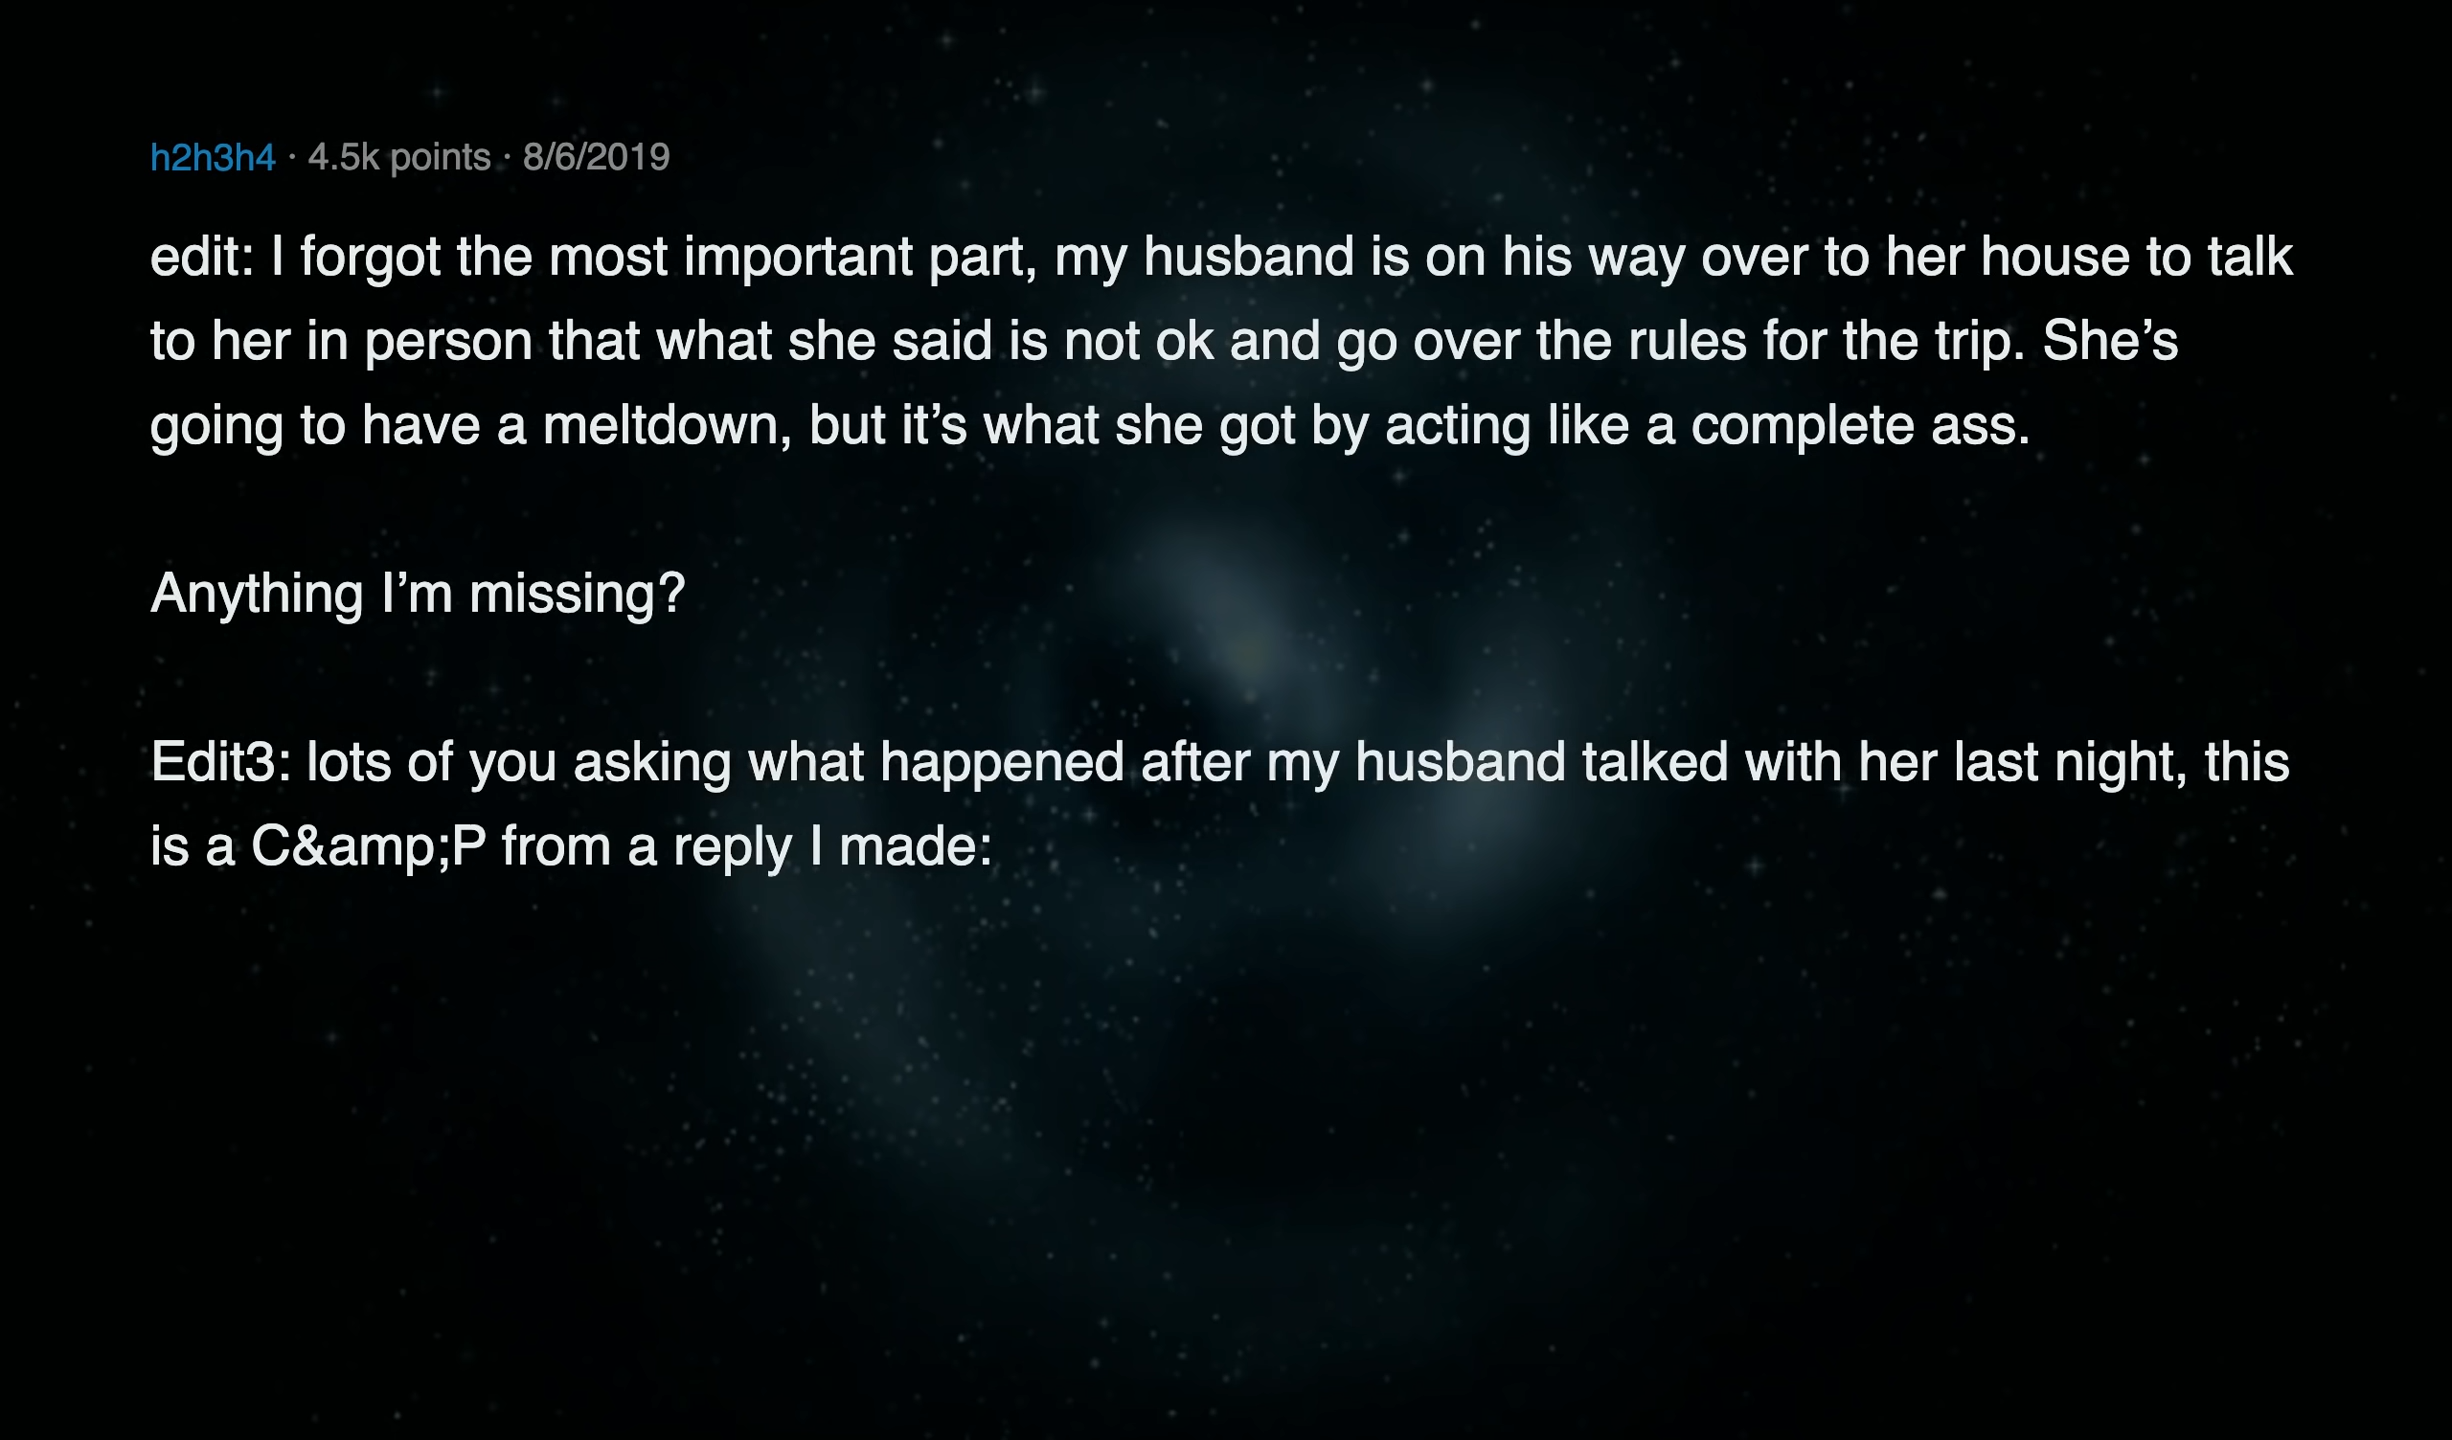 h2h3h4 · 4.5k points · 8/6/2019
edit: I forgot the most important part, my husband is on his way over to her house to talk
to her in person that what she said is not ok and go over the rules for the trip. She’s
going to have a meltdown, but it’s what she got by acting like a complete ass.
Anything I’m missing?
Edit3: lots of you asking what happened after my husband talked with her last night, this
is a C&amp;P from a reply I made: